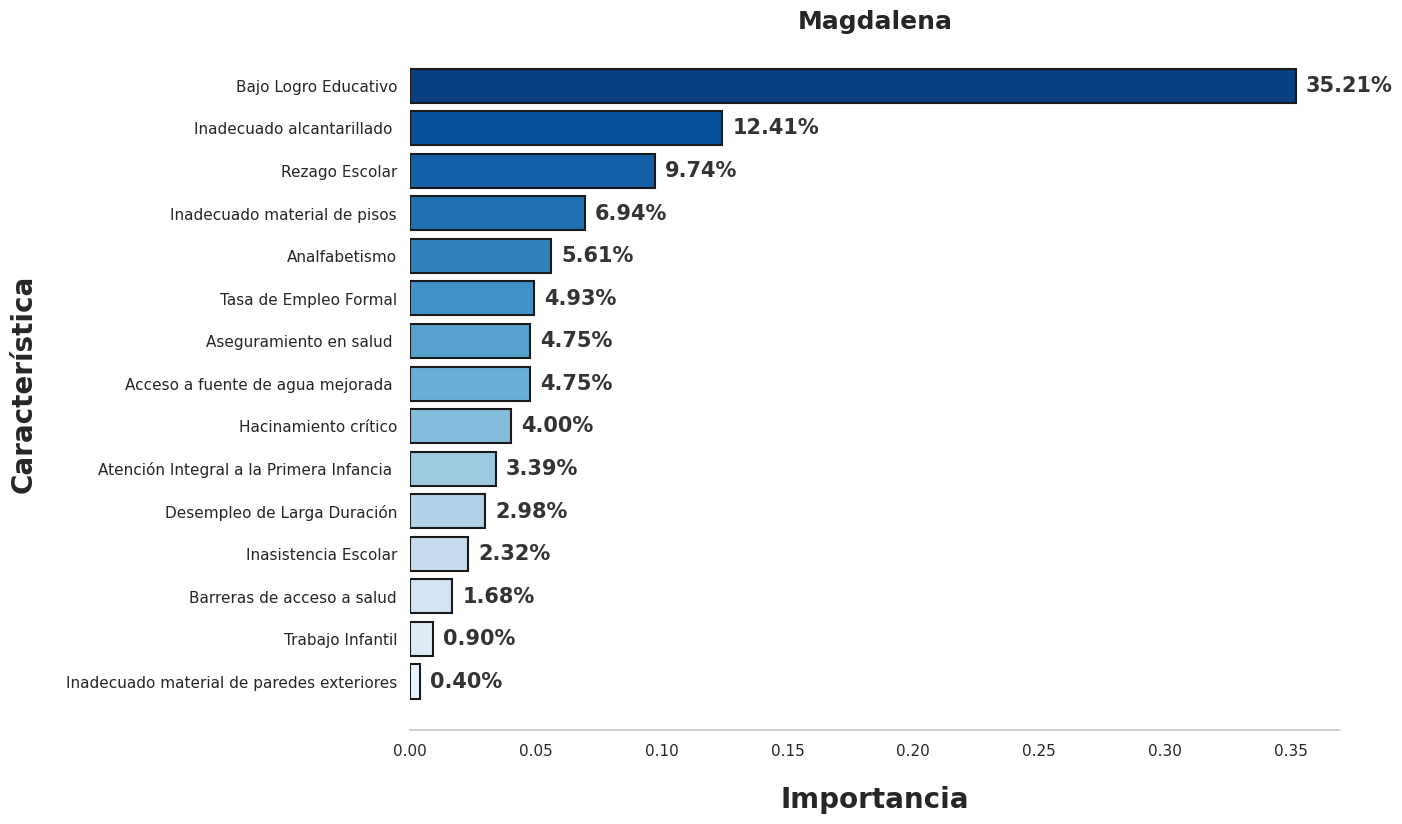 Magdalena
Bajo Logro Educativo 35.21%
Inadecuado alcantarillado 12.41%
Rezago Escolar 9.74%
Inadecuado material de pisos 6.94%
Analfabetismo 5.61%
Tasa de Empleo Formal 4.93%
Aseguramiento en salud 4.75%
Acceso a fuente de agua mejorada 4.75%
Hacinamiento crítico 4.00%
Atención Integral a la Primera Infancia 3.39%
Desempleo de Larga Duración 2.98%
Inasistencia Escolar 2.32%
Barreras de acceso a salud 1.68%
Trabajo Infantil 0.90%
Inadecuado material de paredes exteriores 0.40%
Característica
0.00 0.05 0.10 0.15 0.20 0.25 0.30 0.35
Importancia